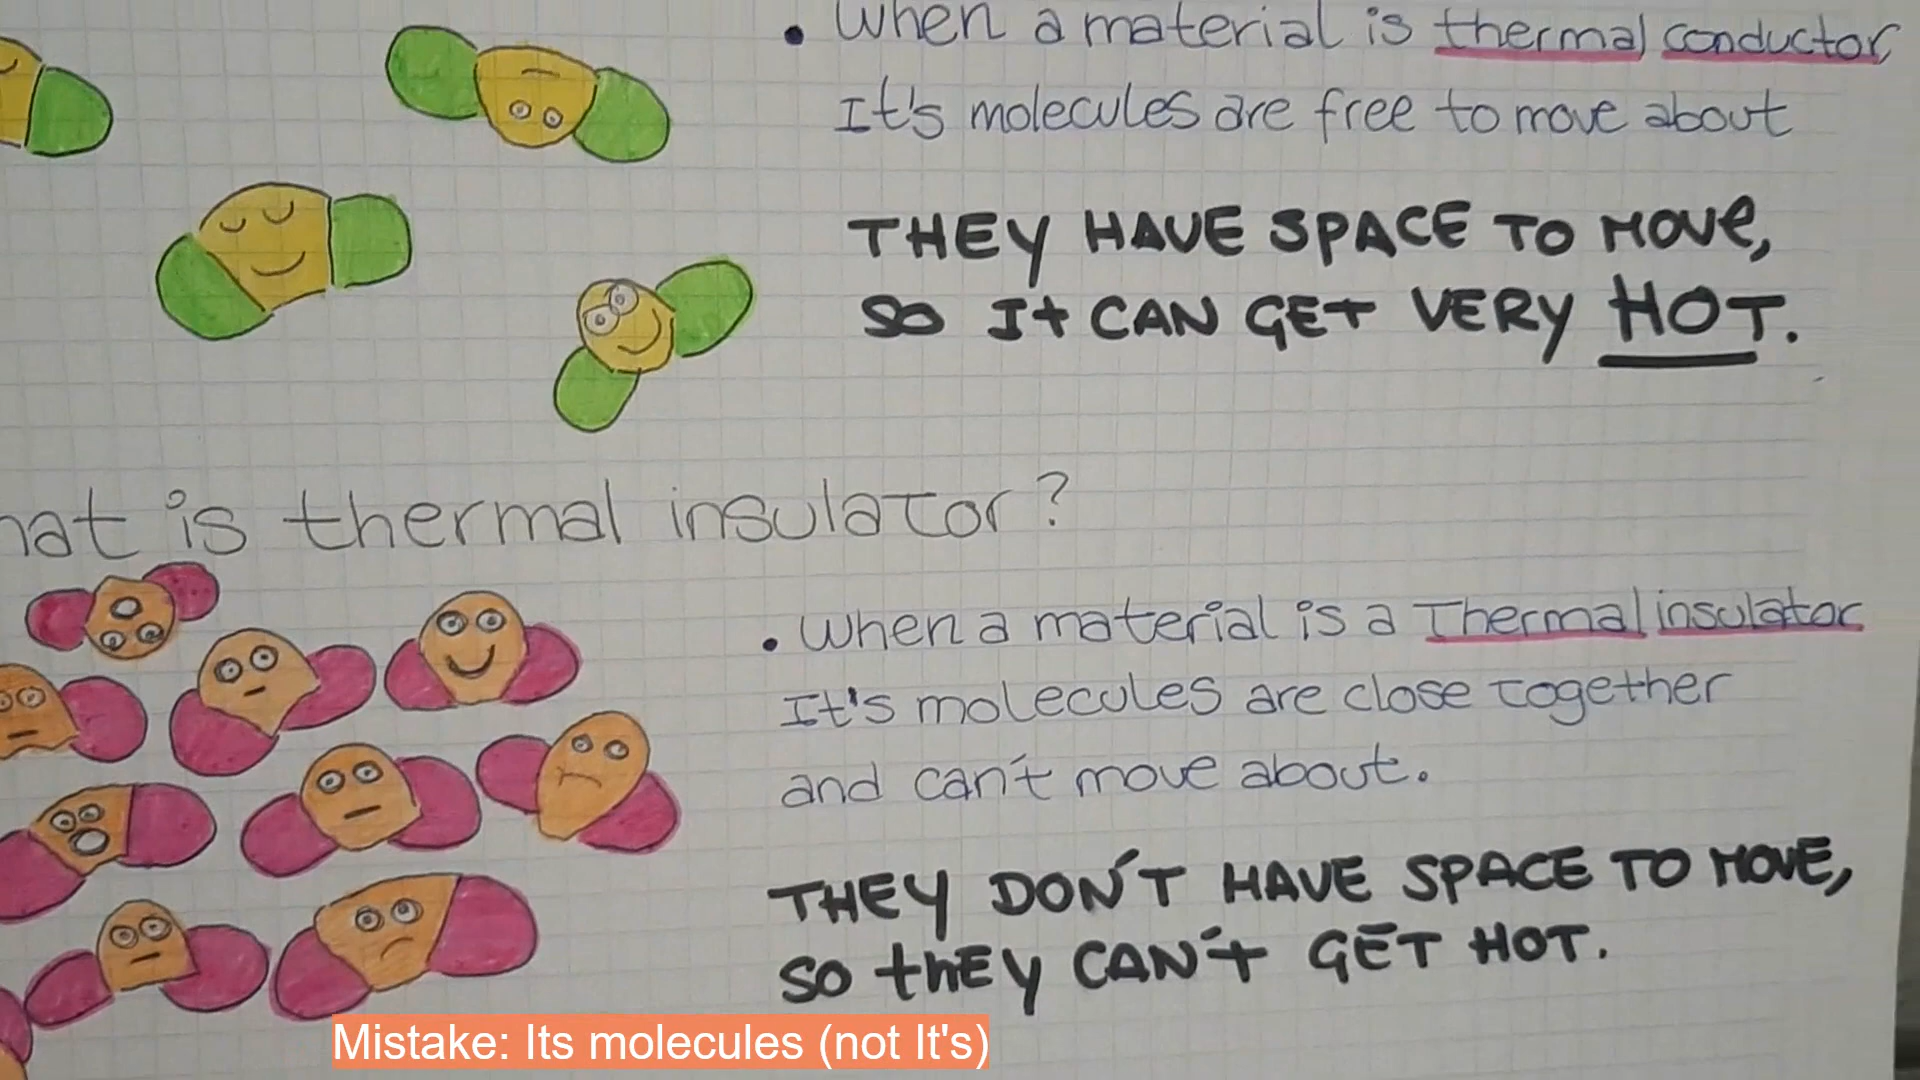 • When a material is thermal conductor,
It's molecules are free to move about
THEY HAVE SPACE TO MOVE,
SO It CAN GET VERY HOT.
hat is thermal insulator?
• When a material is a Thermal insulator
It's molecules are close together
and can't move about.
THEY DON'T HAVE SPACE TO MOVE,
SO thEY CAN'T GET HOT.
Mistake: Its molecules (not It's)